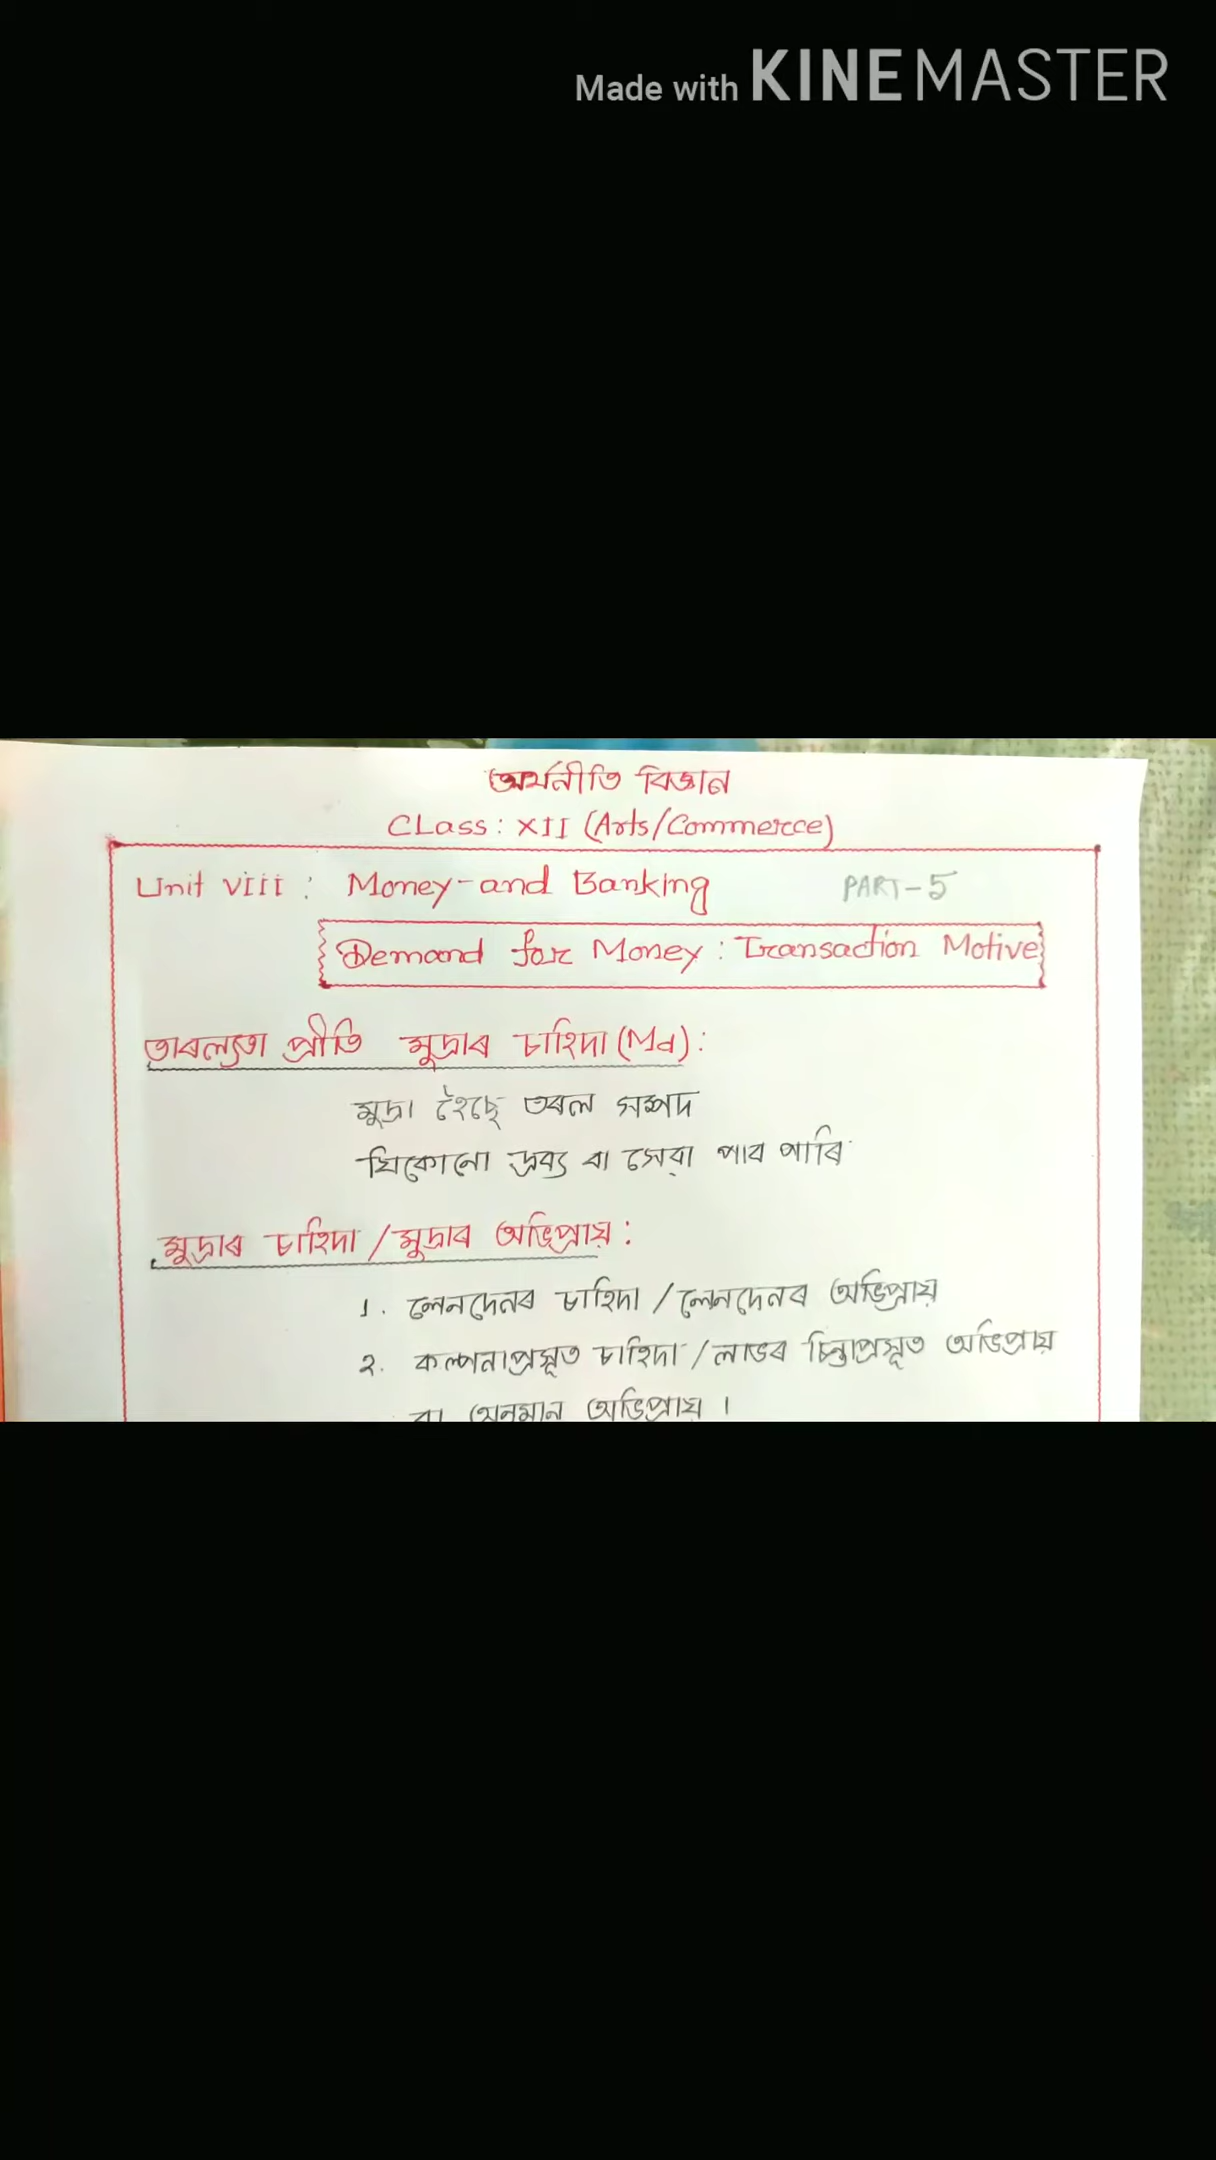 Made with KINEMASTER
অৰ্থনীতি বিজ্ঞান
CLass: XII (Arts/Commerce)
Unit VIII : Money and Banking PART-5
Demand for Money : Transaction Motive
তাৰল্যতা প্ৰীতি মুদ্ৰাৰ চাহিদা (Md) :
মুদ্ৰা হৈছে তৰল সম্পদ
যিকোনো দ্ৰব্য বা সেৱা পাব পাৰি
মুদ্ৰাৰ চাহিদা / মুদ্ৰাৰ অভিপ্ৰায় :
১. লেনদেনৰ চাহিদা / লেনদেনৰ অভিপ্ৰায়
২. কল্পনাপ্ৰসূত চাহিদা / লাভৰ চিন্তাপ্ৰসূত অভিপ্ৰায়
বা অনুমান অভিপ্ৰায় ।